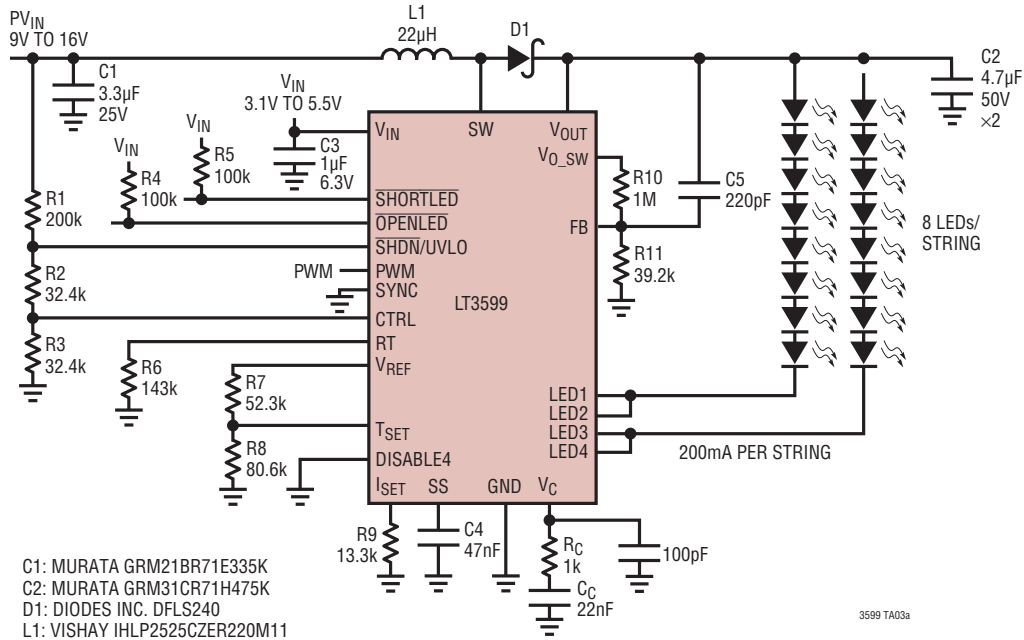 PVIN
9V TO 16V
L1
22µH
D1
C1
3.3µF
25V
VIN
3.1V TO 5.5V
C2
4.7µF
50V
×2
VIN
SW
VOUT
VIN
R5
100k
C3
1µF
6.3V
VO_SW
VIN
R4
100k
R10
1M
C5
220pF
R1
200k
SHORTLED
OPENLED
FB
8 LEDs/
STRING
SHDN/UVLO
R2
32.4k
PWM
PWM
SYNC
R11
39.2k
LT3599
CTRL
R3
32.4k
RT
R6
143k
VREF
R7
52.3k
LED1
LED2
LED3
LED4
TSET
200mA PER STRING
R8
80.6k
DISABLE4
ISET
SS
GND
VC
R9
13.3k
C4
47nF
RC
1k
100pF
CC
22nF
C1: MURATA GRM21BR71E335K
C2: MURATA GRM31CR71H475K
D1: DIODES INC. DFLS240
L1: VISHAY IHLP2525CZER220M11
3599 TA03a